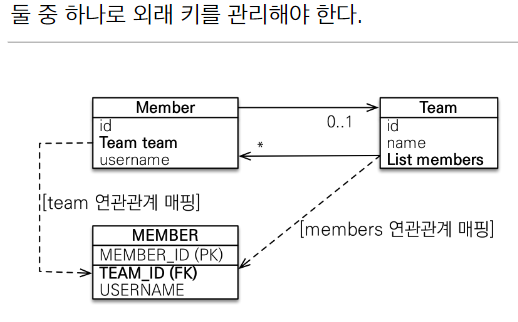 둘 중 하나로 외래 키를 관리해야 한다.
Member
id
Team team
username
0..1
*
Team
id
name
List members
[team 연관관계 매핑]
[members 연관관계 매핑]
MEMBER
MEMBER_ID (PK)
TEAM_ID (FK)
USERNAME